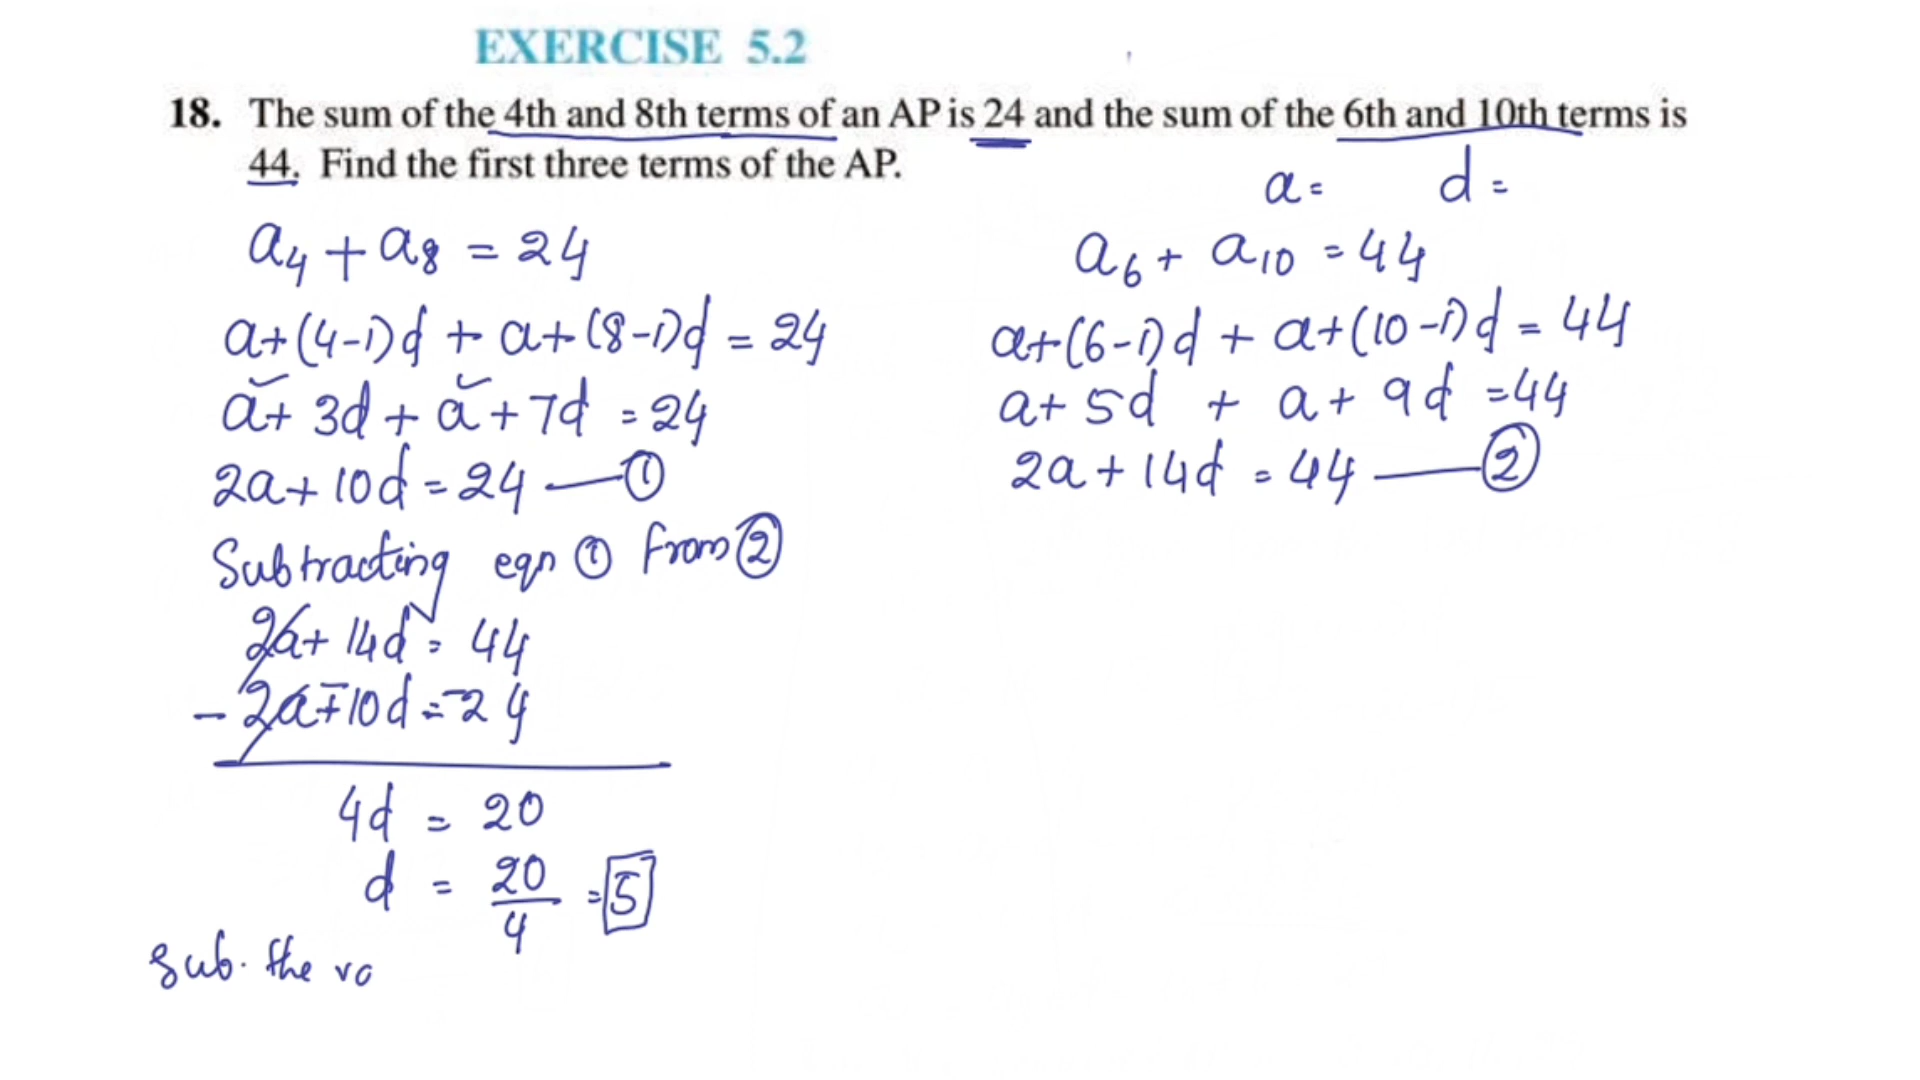 EXERCISE 5.2
18. The sum of the 4th and 8th terms of an AP is 24 and the sum of the 6th and 10th terms is
44. Find the first three terms of the AP.
a= d=
a₄ + a₈ = 24
a+(4-1)d + a+(8-1)d = 24
a+ 3d + a +7d = 24
2a+ 10d = 24 — ①
Subtracting eqn ① from ②
2a+ 14d = 44
- 2a∓10d = -24
4d = 20
d = 20/4 = 5
Sub. the va
a₆ + a₁₀ = 44
a+(6-1)d + a+(10-1)d = 44
a+ 5d + a+ 9d = 44
2a + 14d = 44 — ②